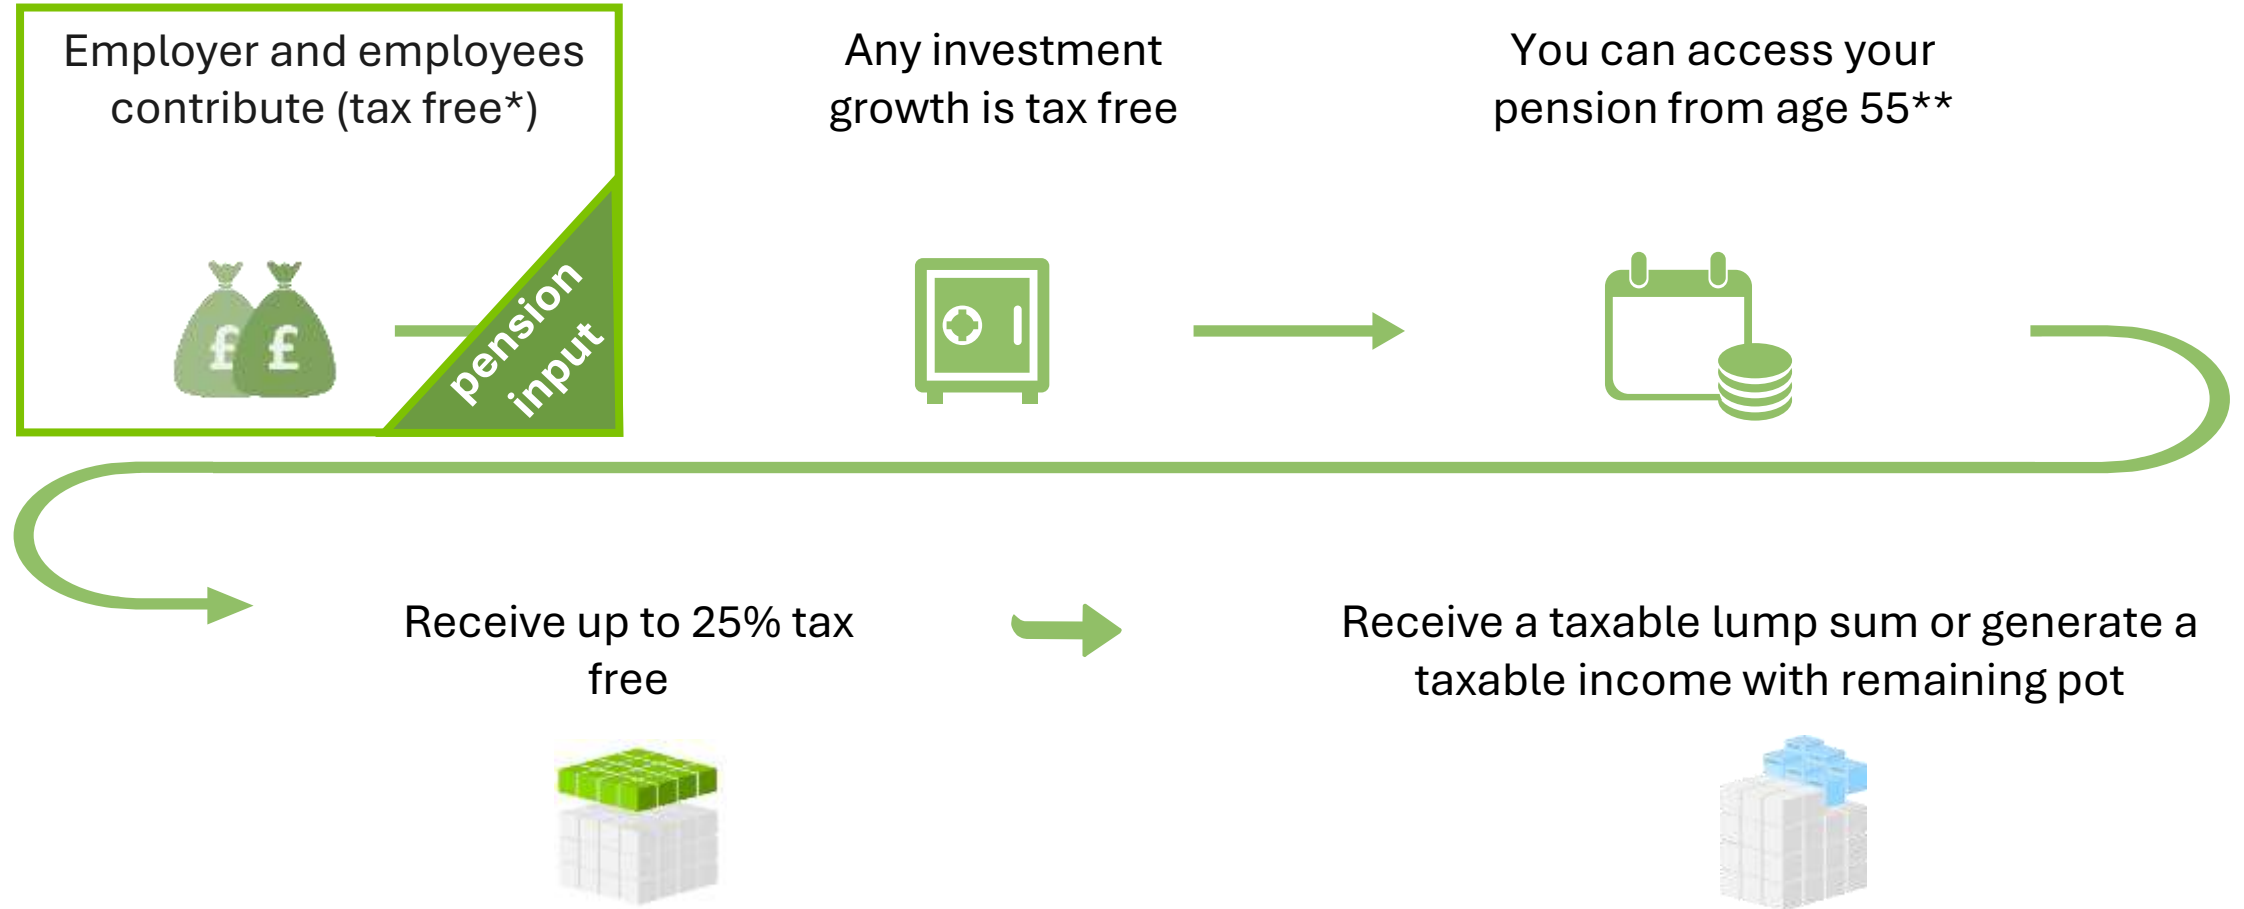 Employer and employees
contribute (tax free*)
Any investment
growth is tax free
You can access your
pension from age 55**
£ £
pension
input
Receive up to 25% tax
free
Receive a taxable lump sum or generate a
taxable income with remaining pot